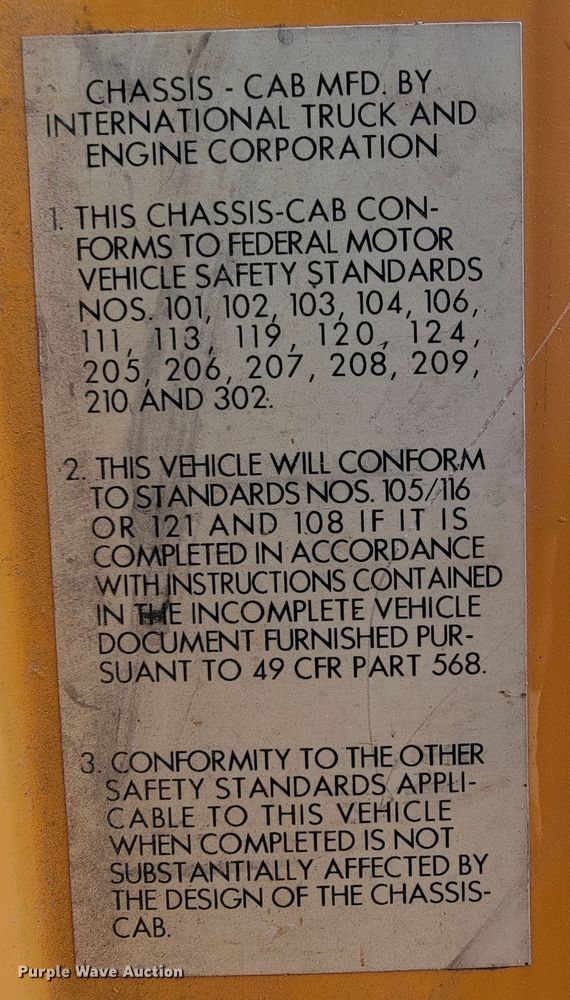 CHASSIS - CAB MFD. BY
INTERNATIONAL TRUCK AND
ENGINE CORPORATION
1. THIS CHASSIS-CAB CON-
FORMS TO FEDERAL MOTOR
VEHICLE SAFETY STANDARDS
NOS. 101, 102, 103, 104, 106,
111, 113, 119, 120, 124,
205, 206, 207, 208, 209,
210 AND 302.
2. THIS VEHICLE WILL CONFORM
TO STANDARDS NOS. 105/116
OR 121 AND 108 IF IT IS
COMPLETED IN ACCORDANCE
WITH INSTRUCTIONS CONTAINED
IN THE INCOMPLETE VEHICLE
DOCUMENT FURNISHED PUR-
SUANT TO 49 CFR PART 568.
3. CONFORMITY TO THE OTHER
SAFETY STANDARDS APPLI-
CABLE TO THIS VEHICLE
WHEN COMPLETED IS NOT
SUBSTANTIALLY AFFECTED BY
THE DESIGN OF THE CHASSIS-
CAB.
Purple Wave Auction